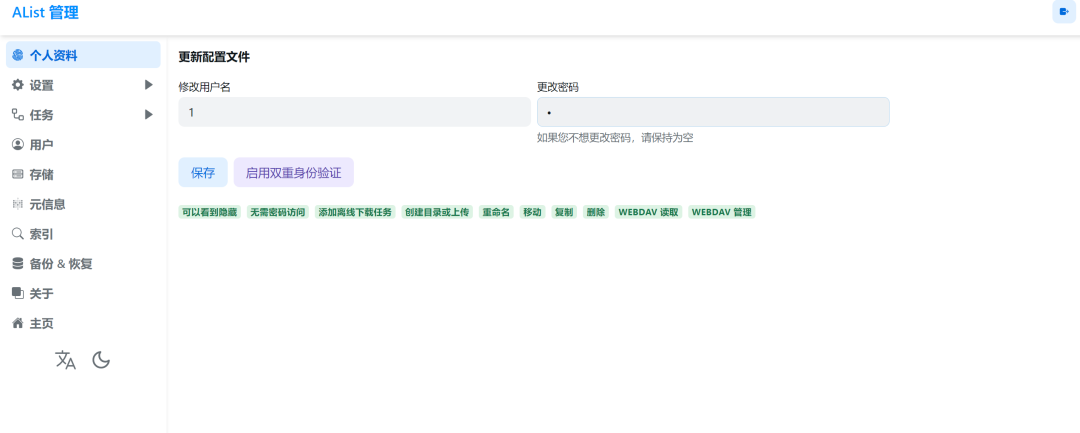 AList 管理
个人资料
设置
任务
用户
存储
元信息
索引
备份 & 恢复
关于
主页
更新配置文件
修改用户名
1
更改密码
•
如果您不想更改密码，请保持为空
保存 启用双重身份验证
可以看到隐藏 无需密码访问 添加离线下载任务 创建目录或上传 重命名 移动 复制 删除 WEBDAV 读取 WEBDAV 管理